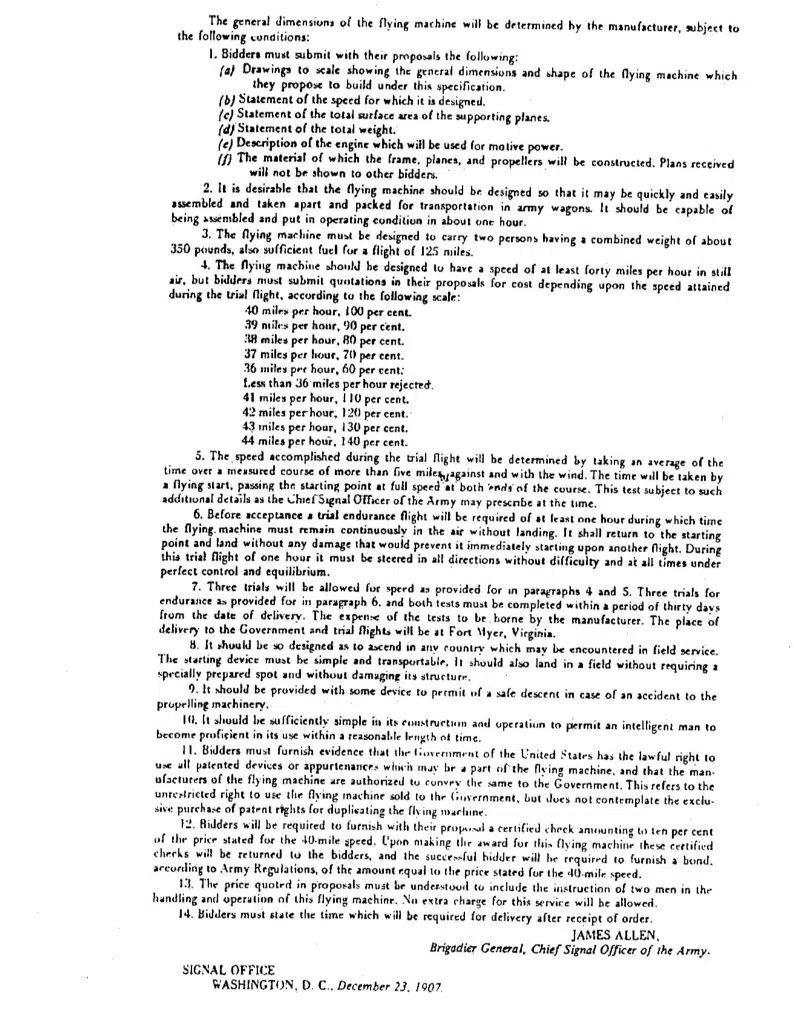 The general dimensions of the flying machine will be determined by the manufacturer, subject to
the following conditions:
1. Bidders must submit with their proposals the following:
(a) Drawings to scale showing the general dimensions and shape of the flying machine which
they propose to build under this specification.
(b) Statement of the speed for which it is designed.
(c) Statement of the total surface area of the supporting planes.
(d) Statement of the total weight.
(e) Description of the engine which will be used for motive power.
(f) The material of which the frame, planes, and propellers will be constructed. Plans received
will not be shown to other bidders.
2. It is desirable that the flying machine should be designed so that it may be quickly and easily
assembled and taken apart and packed for transportation in army wagons. It should be capable of
being assembled and put in operating condition in about one hour.
3. The flying machine must be designed to carry two persons having a combined weight of about
350 pounds, also sufficient fuel for a flight of 125 miles.
4. The flying machine should be designed to have a speed of at least forty miles per hour in still
air, but bidders must submit quotations in their proposals for cost depending upon the speed attained
during the trial flight, according to the following scale:
40 miles per hour, 100 per cent.
39 miles per hour, 90 per cent.
38 miles per hour, 80 per cent.
37 miles per hour, 70 per cent.
36 miles per hour, 60 per cent.
Less than 36 miles per hour rejected.
41 miles per hour, 110 per cent.
42 miles per hour, 120 per cent.
43 miles per hour, 130 per cent.
44 miles per hour, 140 per cent.
5. The speed accomplished during the trial flight will be determined by taking an average of the
time over a measured course of more than five miles, against and with the wind. The time will be taken by
a flying start, passing the starting point at full speed at both ends of the course. This test subject to such
additional details as the Chief Signal Officer of the Army may prescribe at the time.
6. Before acceptance a trial endurance flight will be required of at least one hour during which time
the flying machine must remain continuously in the air without landing. It shall return to the starting
point and land without any damage that would prevent it immediately starting upon another flight. During
this trial flight of one hour it must be steered in all directions without difficulty and at all times under
perfect control and equilibrium.
7. Three trials will be allowed for speed as provided for in paragraphs 4 and 5. Three trials for
endurance as provided for in paragraph 6, and both tests must be completed within a period of thirty days
from the date of delivery. The expense of the tests to be borne by the manufacturer. The place of
delivery to the Government and trial flights will be at Fort Myer, Virginia.
8. It should be so designed as to ascend in any country which may be encountered in field service.
The starting device must be simple and transportable. It should also land in a field without requiring a
specially prepared spot and without damaging its structure.
9. It should be provided with some device to permit of a safe descent in case of an accident to the
propelling machinery.
10. It should be sufficiently simple in its construction and operation to permit an intelligent man to
become proficient in its use within a reasonable length of time.
11. Bidders must furnish evidence that the Government of the United States has the lawful right to
use all patented devices or appurtenances which may be a part of the flying machine, and that the man-
ufacturers of the flying machine are authorized to convey the same to the Government. This refers to the
unrestricted right to use the flying machine sold to the Government, but does not contemplate the exclu-
sive purchase of patent rights for duplicating the flying machine.
12. Bidders will be required to furnish with their proposal a certified check amounting to ten per cent
of the price stated for the 40-mile speed. Upon making the award for this flying machine these certified
checks will be returned to the bidders, and the successful bidder will be required to furnish a bond,
according to Army Regulations, of the amount equal to the price stated for the 40-mile speed.
13. The price quoted in proposals must be understood to include the instruction of two men in the
handling and operation of this flying machine. No extra charge for this service will be allowed.
14. Bidders must state the time which will be required for delivery after receipt of order.
JAMES ALLEN,
Brigadier General, Chief Signal Officer of the Army.
SIGNAL OFFICE
WASHINGTON, D. C., December 23, 1907